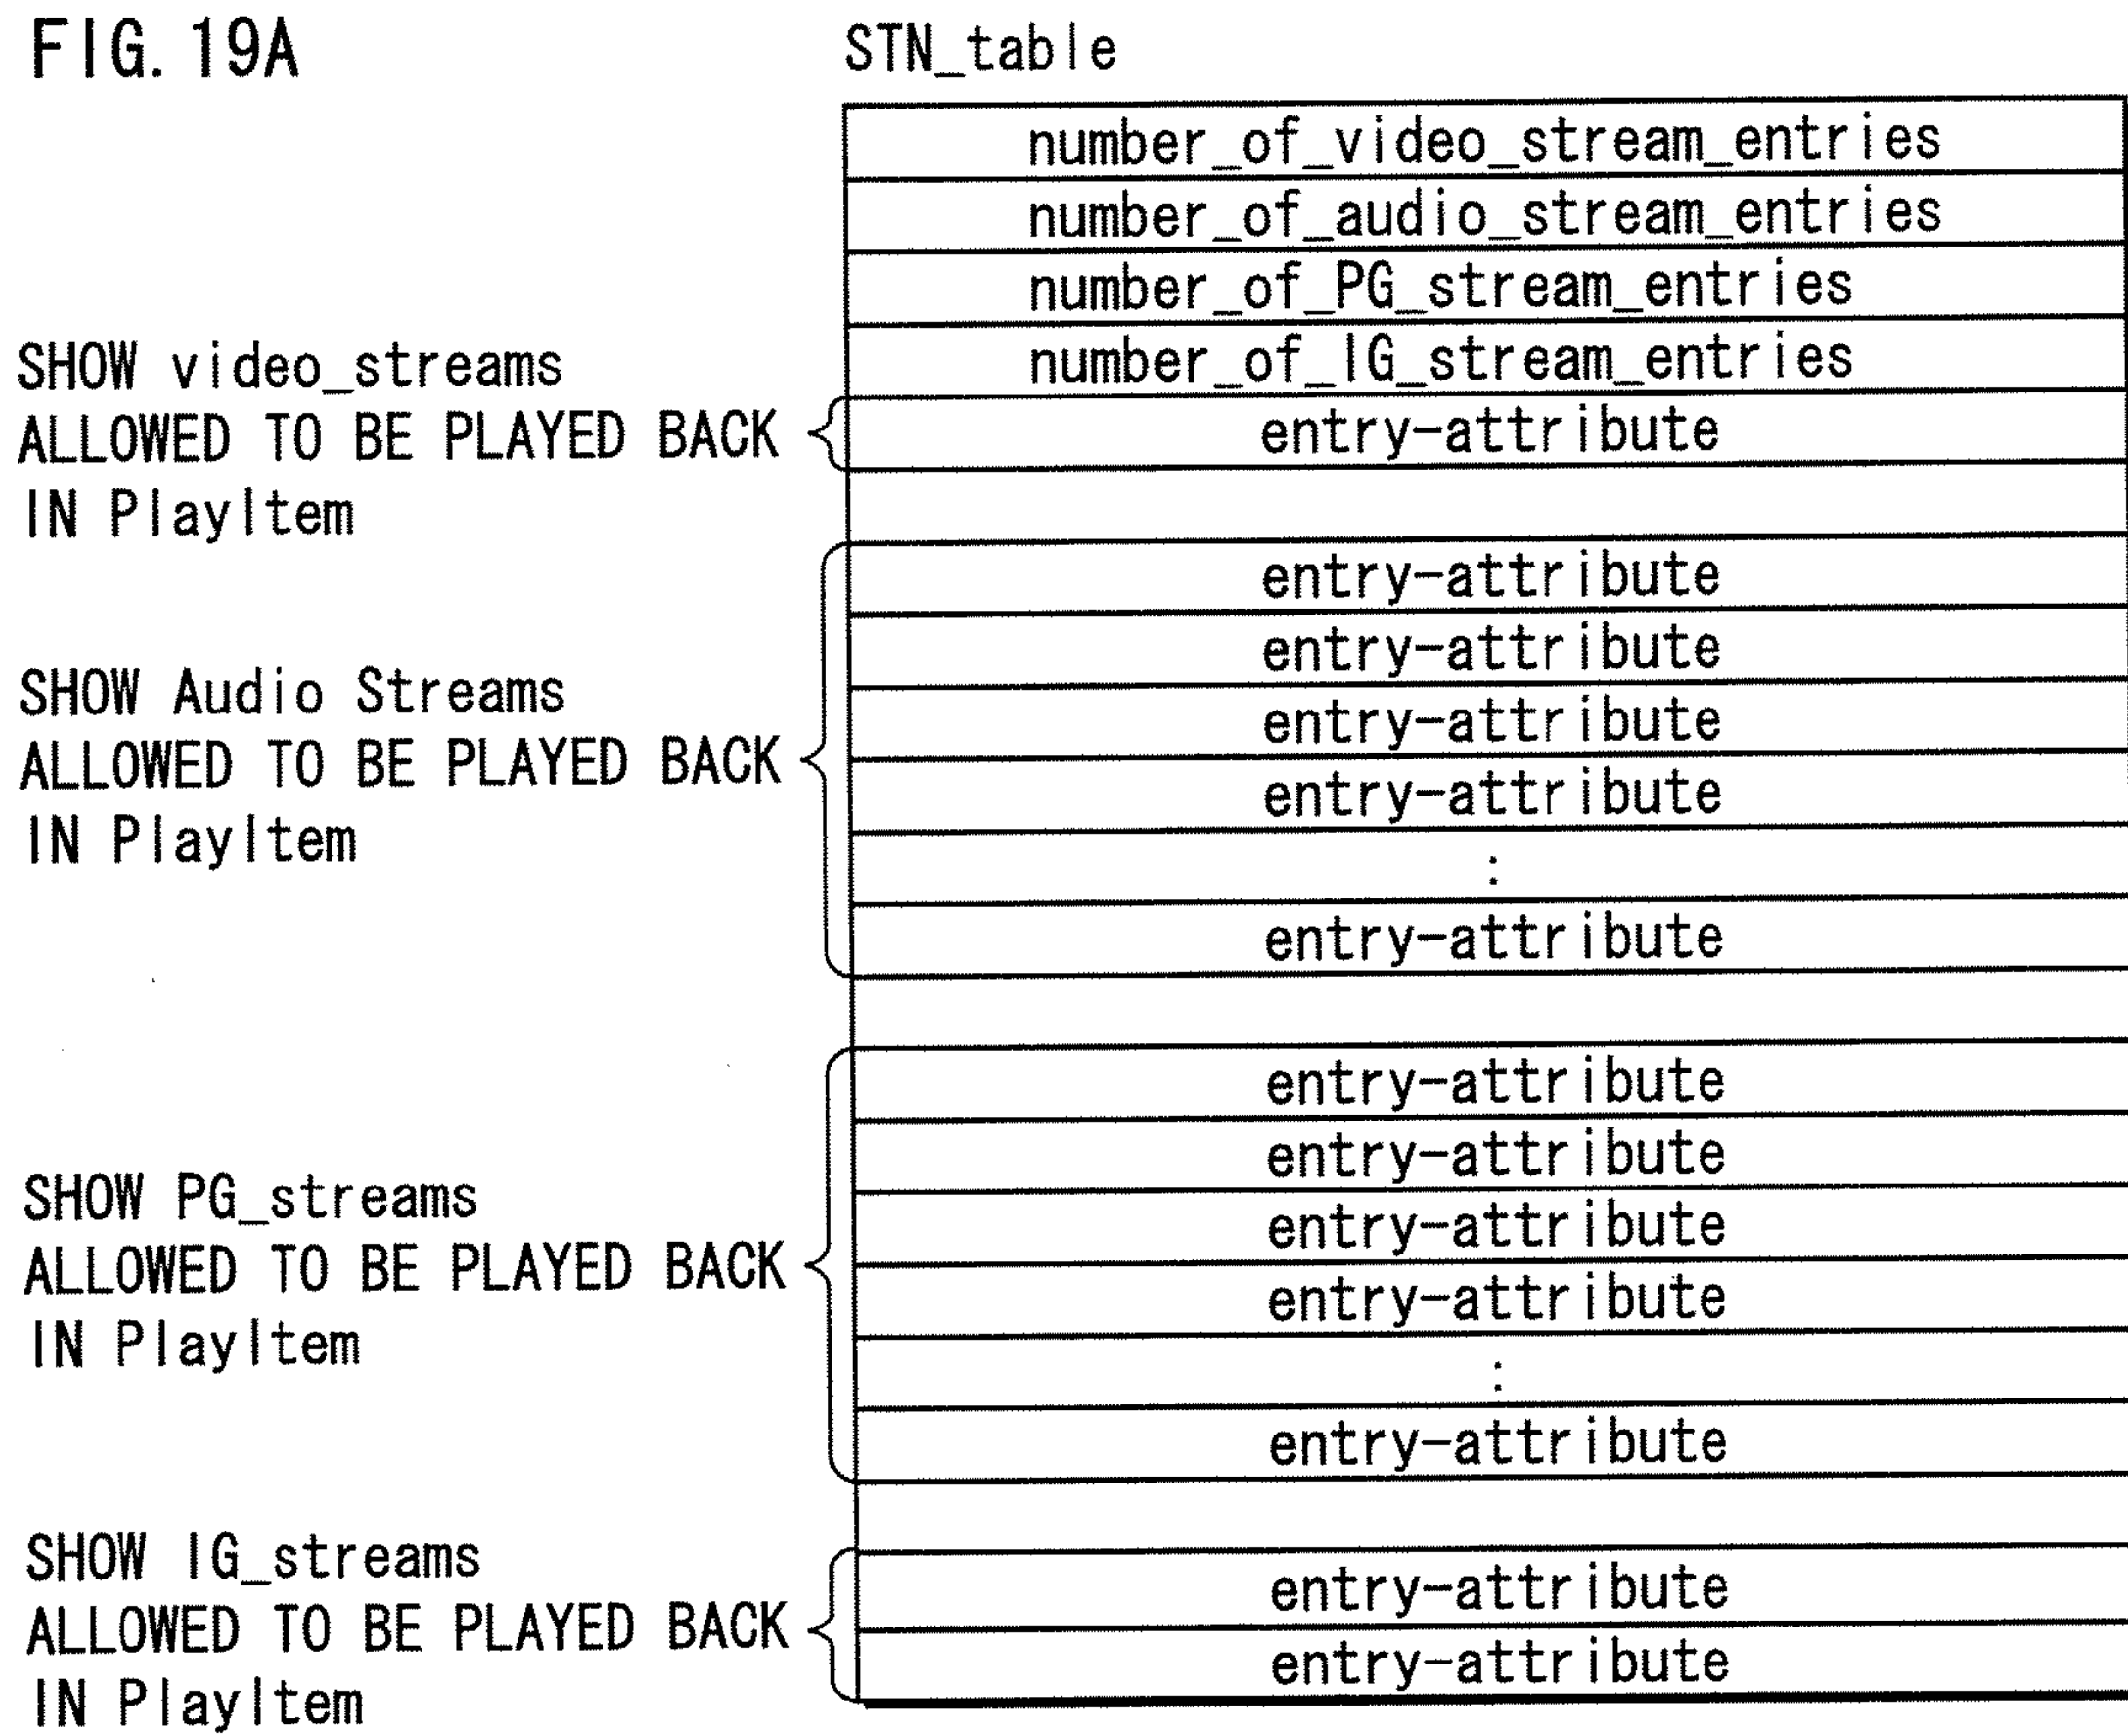 FIG. 19A
STN_table
number_of_video_stream_entries
number_of_audio_stream_entries
number_of_PG_stream_entries
number_of_IG_stream_entries
SHOW video_streams
ALLOWED TO BE PLAYED BACK
IN PlayItem
entry-attribute
SHOW Audio Streams
ALLOWED TO BE PLAYED BACK
IN PlayItem
entry-attribute
entry-attribute
entry-attribute
entry-attribute
:
entry-attribute
SHOW PG_streams
ALLOWED TO BE PLAYED BACK
IN PlayItem
entry-attribute
entry-attribute
entry-attribute
entry-attribute
:
entry-attribute
SHOW IG_streams
ALLOWED TO BE PLAYED BACK
IN PlayItem
entry-attribute
entry-attribute